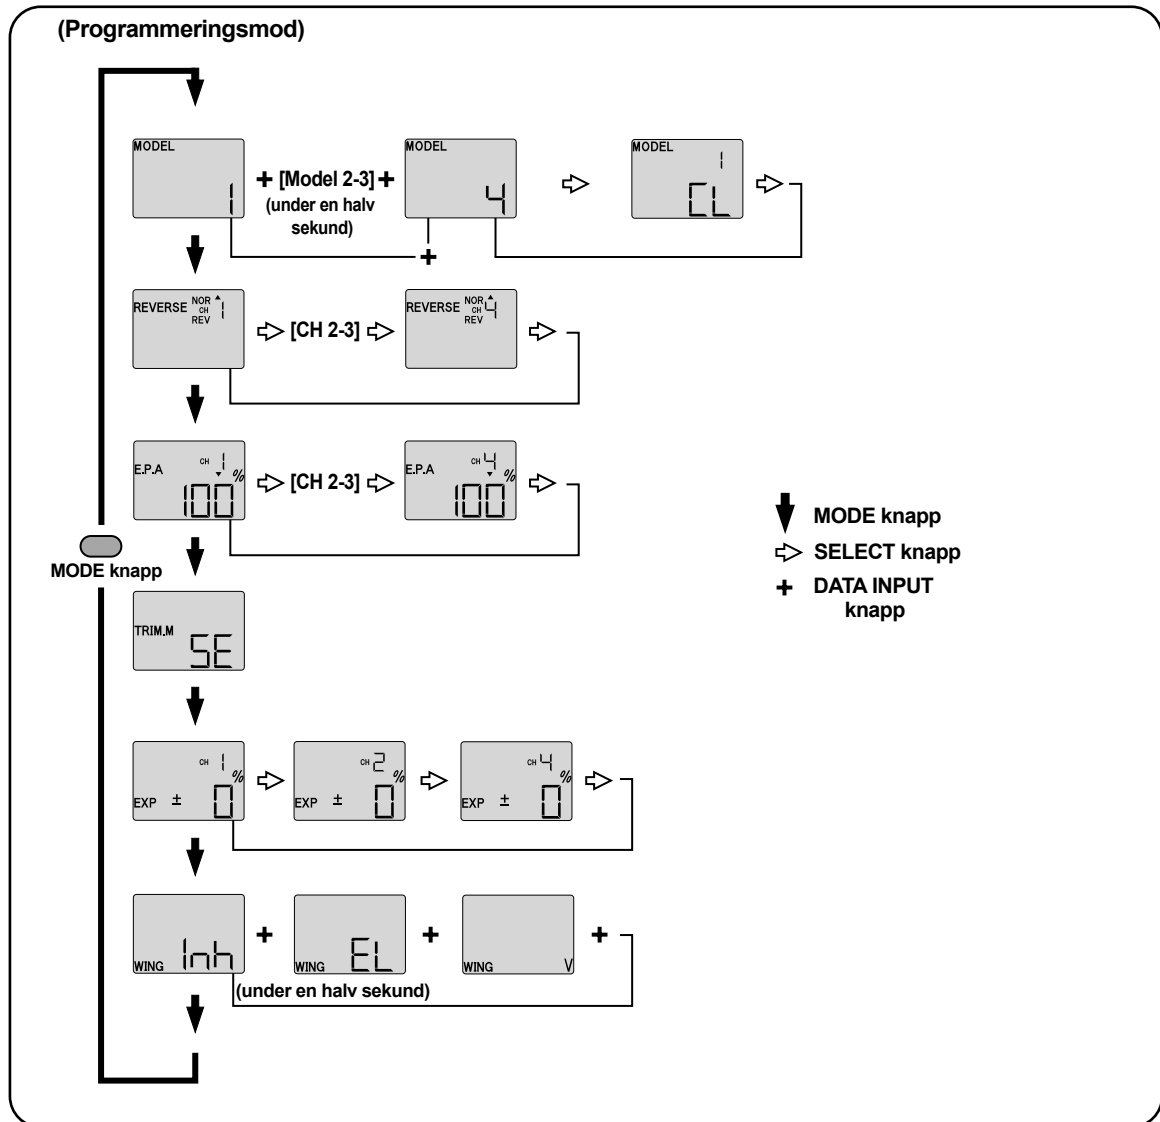 (Programmeringsmod)
MODEL
1
+ [Model 2-3] +
(under en halv
sekund)
MODEL
4
MODEL
1
CL
+
REVERSE NOR CH REV 1
[CH 2-3]
REVERSE NOR CH REV 4
E.P.A CH 1 %
100
[CH 2-3]
E.P.A CH 4 %
100
MODE knapp
SELECT knapp
+ DATA INPUT
knapp
MODE knapp
TRIM.M SE
CH 1 %
EXP ± 0
CH 2 %
EXP ± 0
CH 4 %
EXP ± 0
WING Inh
+
WING EL
+
WING V
+
(under en halv sekund)